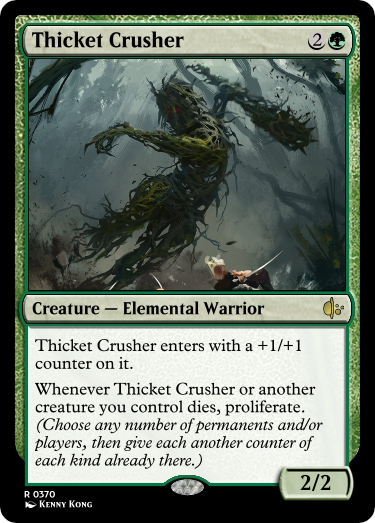 Thicket Crusher 2
Creature — Elemental Warrior
Thicket Crusher enters with a +1/+1
counter on it.
Whenever Thicket Crusher or another
creature you control dies, proliferate.
(Choose any number of permanents and/or
players, then give each another counter of
each kind already there.)
2/2
R 0370
Kenny Kong